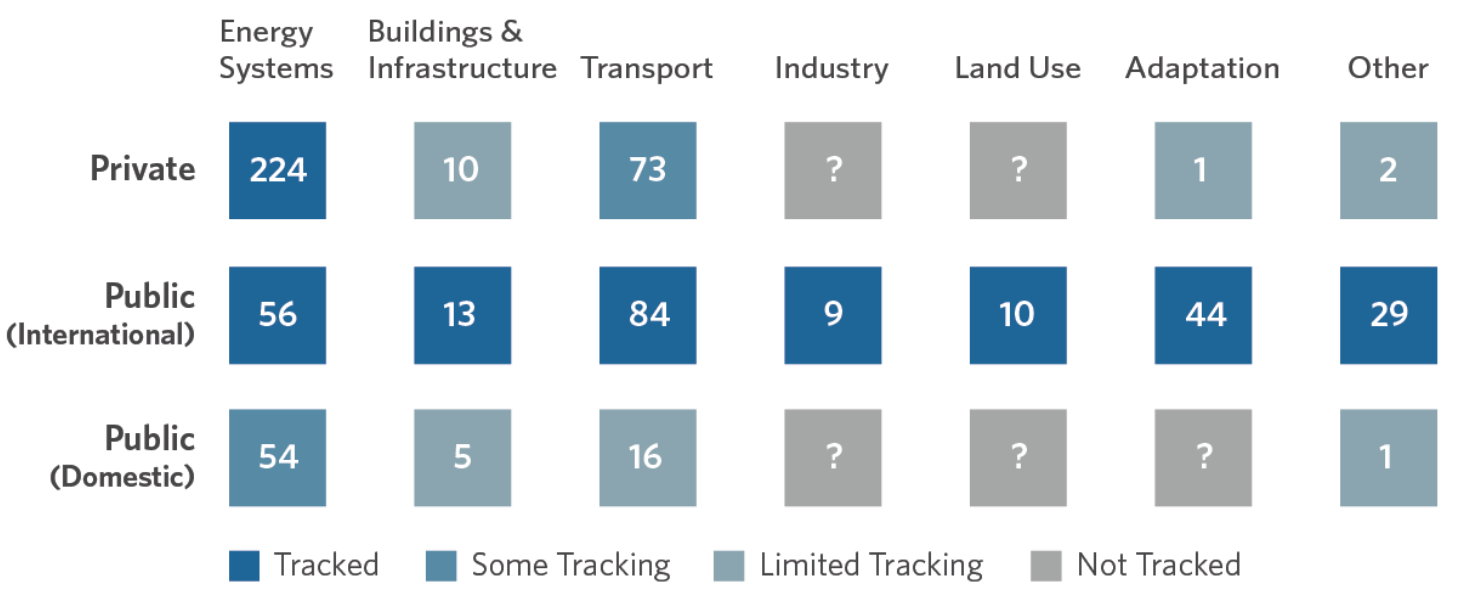 Energy
Systems
Buildings &
Infrastructure
Transport
Industry
Land Use
Adaptation
Other
Private
224
10
73
?
?
1
2
Public
(International)
56
13
84
9
10
44
29
Public
(Domestic)
54
5
16
?
?
?
1
Tracked
Some Tracking
Limited Tracking
Not Tracked